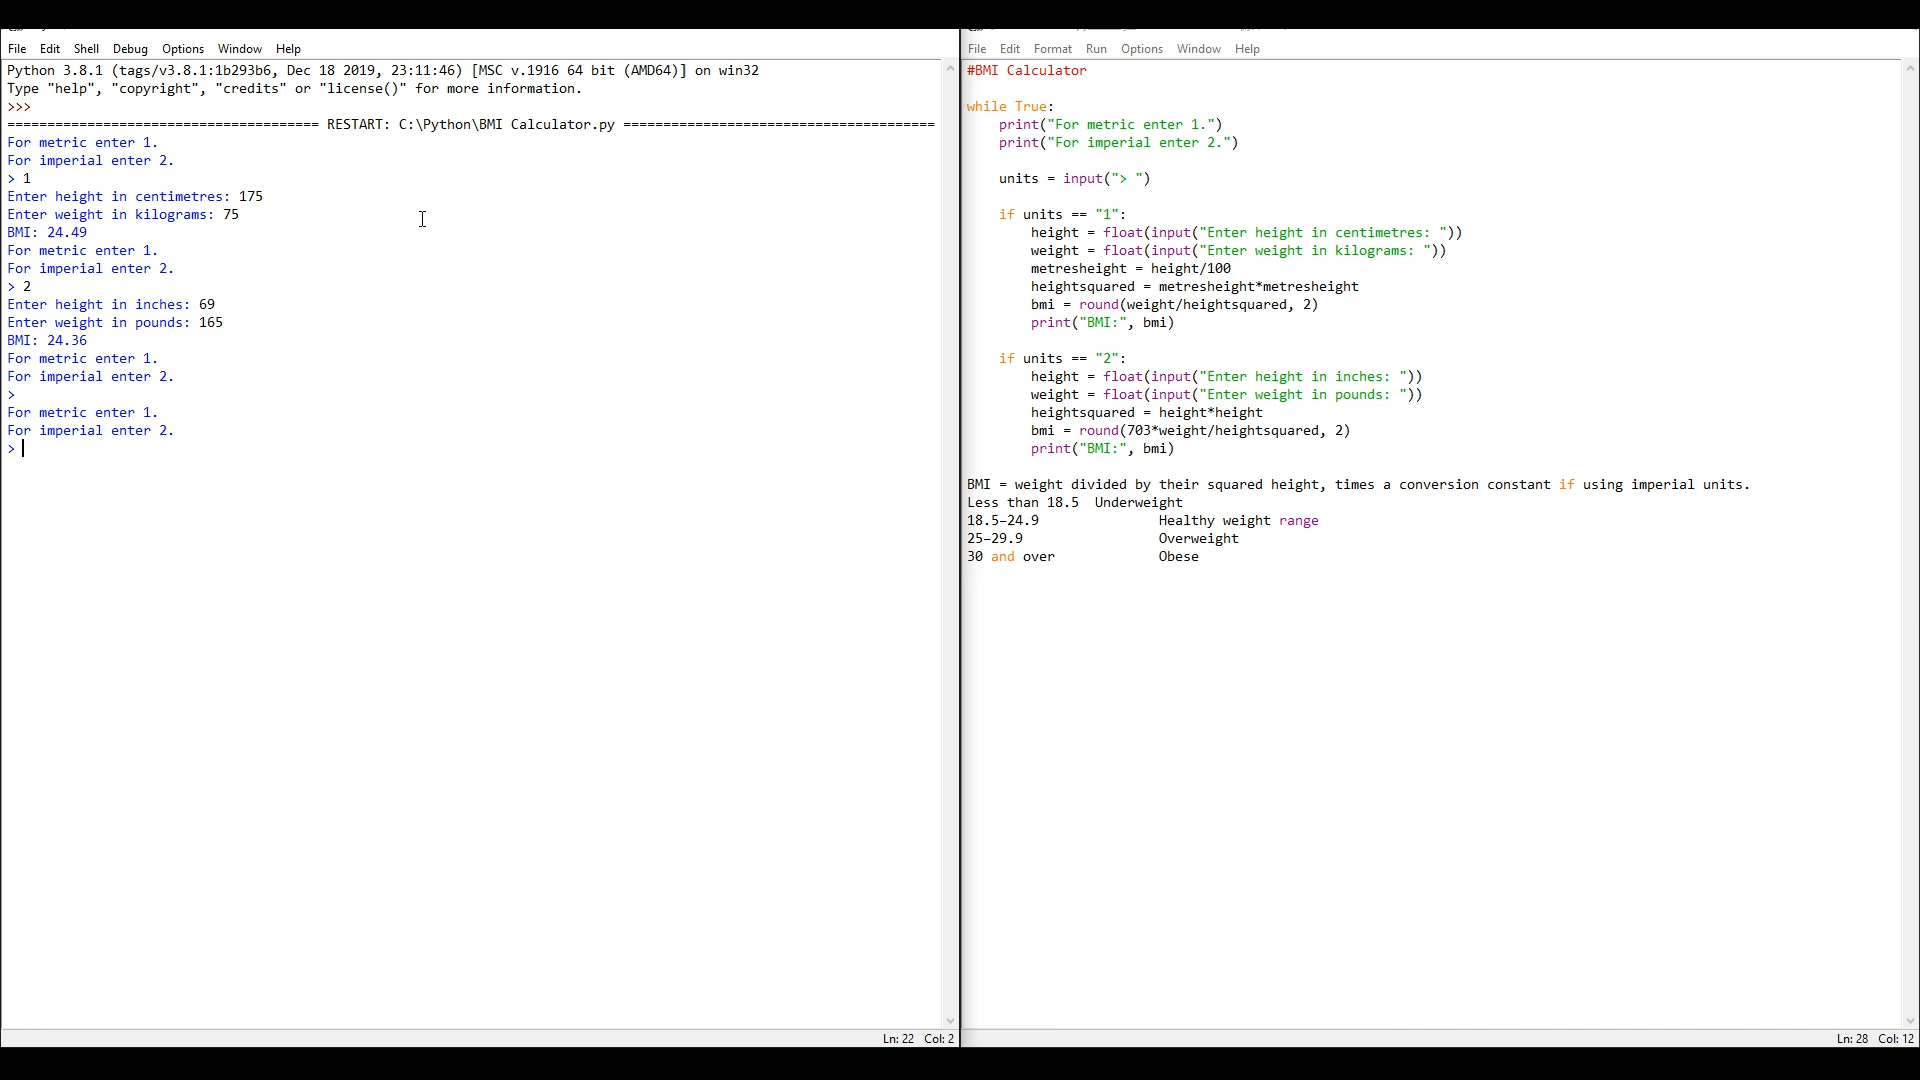 File Edit Shell Debug Options Window Help
Python 3.8.1 (tags/v3.8.1:1b293b6, Dec 18 2019, 23:11:46) [MSC v.1916 64 bit (AMD64)] on win32
Type "help", "copyright", "credits" or "license()" for more information.
>>>
======================================= RESTART: C:\Python\BMI Calculator.py =======================================
For metric enter 1.
For imperial enter 2.
> 1
Enter height in centimetres: 175
Enter weight in kilograms: 75
BMI: 24.49
For metric enter 1.
For imperial enter 2.
> 2
Enter height in inches: 69
Enter weight in pounds: 165
BMI: 24.36
For metric enter 1.
For imperial enter 2.
>
For metric enter 1.
For imperial enter 2.
>
Ln: 22 Col: 2
File Edit Format Run Options Window Help
#BMI Calculator
while True:
    print("For metric enter 1.")
    print("For imperial enter 2.")
    units = input("> ")
    if units == "1":
        height = float(input("Enter height in centimetres: "))
        weight = float(input("Enter weight in kilograms: "))
        metresheight = height/100
        heightsquared = metresheight*metresheight
        bmi = round(weight/heightsquared, 2)
        print("BMI:", bmi)
    if units == "2":
        height = float(input("Enter height in inches: "))
        weight = float(input("Enter weight in pounds: "))
        heightsquared = height*height
        bmi = round(703*weight/heightsquared, 2)
        print("BMI:", bmi)
BMI = weight divided by their squared height, times a conversion constant if using imperial units.
Less than 18.5  Underweight
18.5–24.9               Healthy weight range
25–29.9                 Overweight
30 and over             Obese
Ln: 28 Col: 12